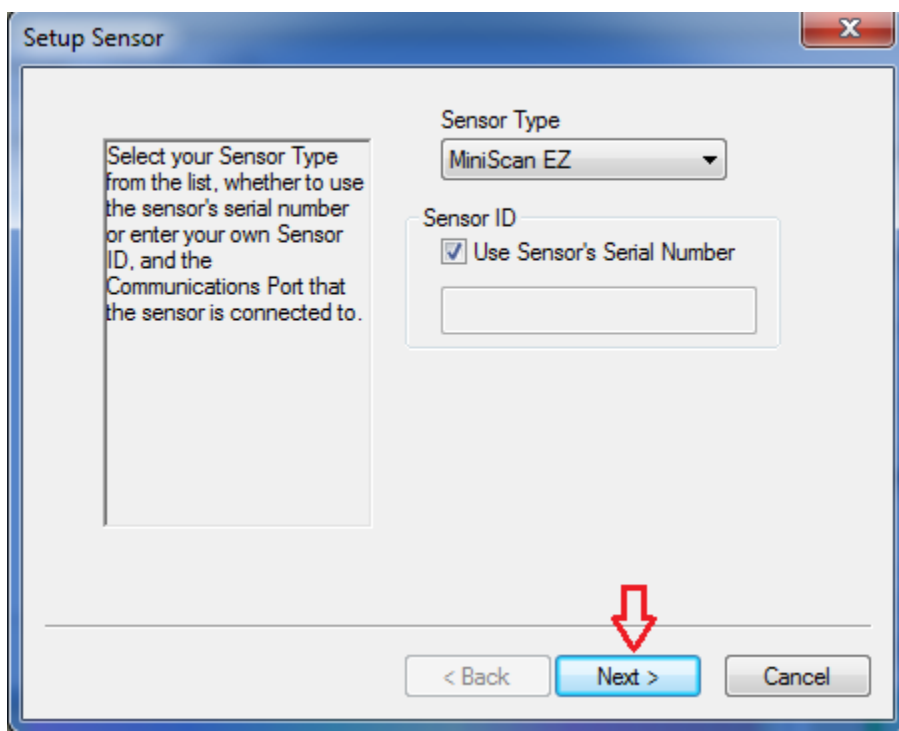 Setup Sensor
Select your Sensor Type
from the list, whether to use
the sensor's serial number
or enter your own Sensor
ID, and the
Communications Port that
the sensor is connected to.
Sensor Type
MiniScan EZ
Sensor ID
Use Sensor's Serial Number
< Back
Next >
Cancel